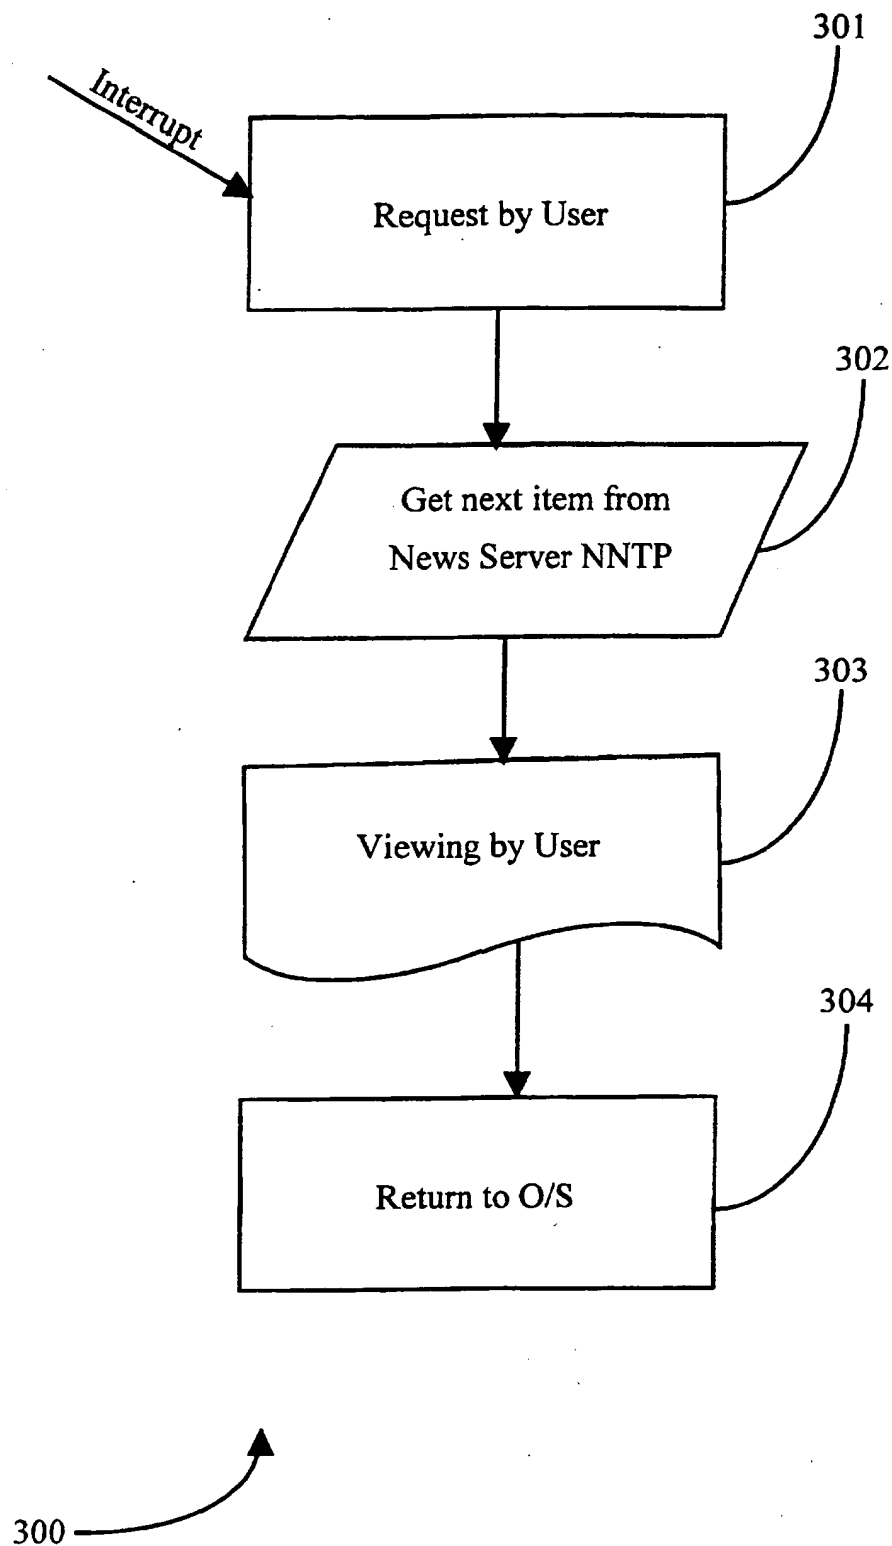 301
Interrupt
Request by User
302
Get next item from
News Server NNTP
303
Viewing by User
304
Return to O/S
300